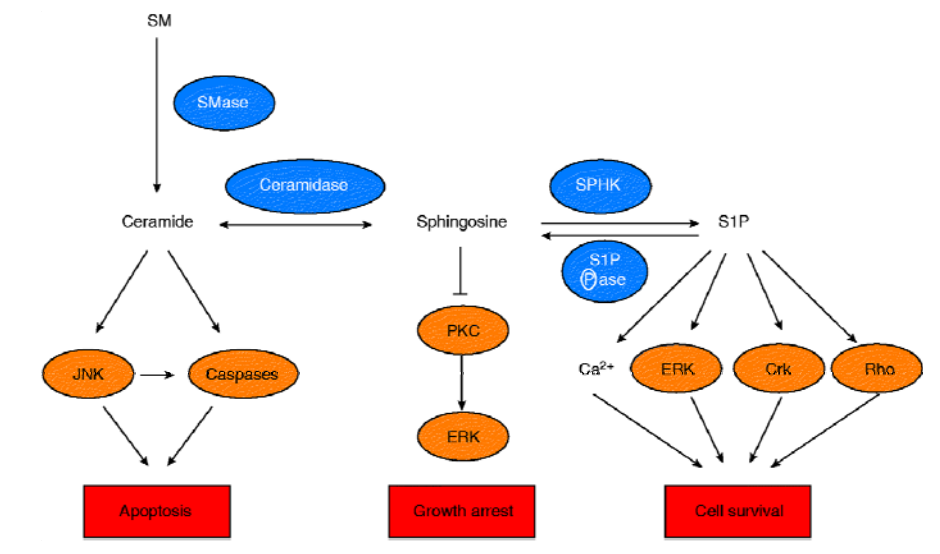 SM
SMase
Ceramidase
SPHK
Ceramide
Sphingosine
S1P
S1P
Pase
PKC
JNK
Caspases
Ca²⁺
ERK
Crk
Rho
ERK
Apoptosis
Growth arrest
Cell survival